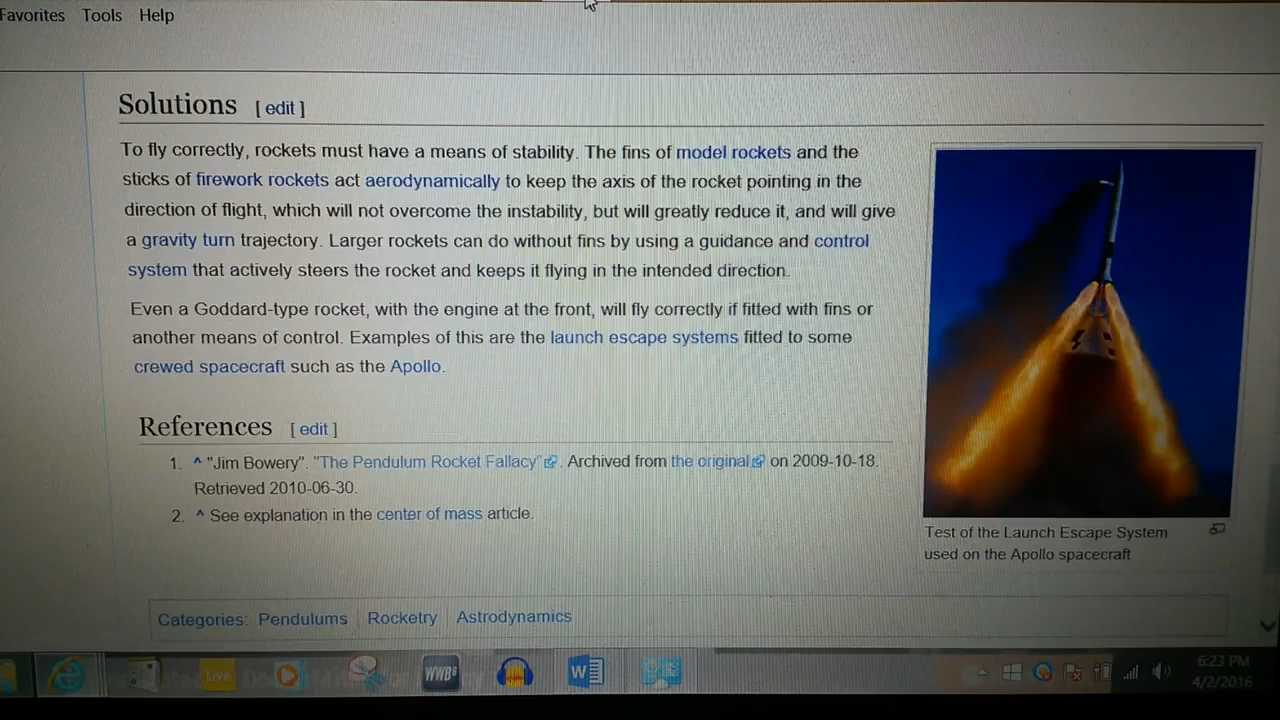 Favorites Tools Help
Solutions [ edit ]
To fly correctly, rockets must have a means of stability. The fins of model rockets and the
sticks of firework rockets act aerodynamically to keep the axis of the rocket pointing in the
direction of flight, which will not overcome the instability, but will greatly reduce it, and will give
a gravity turn trajectory. Larger rockets can do without fins by using a guidance and control
system that actively steers the rocket and keeps it flying in the intended direction.
Even a Goddard-type rocket, with the engine at the front, will fly correctly if fitted with fins or
another means of control. Examples of this are the launch escape systems fitted to some
crewed spacecraft such as the Apollo.
References [ edit ]
1. ^ "Jim Bowery". "The Pendulum Rocket Fallacy". Archived from the original on 2009-10-18.
Retrieved 2010-06-30.
2. ^ See explanation in the center of mass article.
Test of the Launch Escape System
used on the Apollo spacecraft
Categories: Pendulums | Rocketry | Astrodynamics
Live
WWB
W
6:23 PM
4/2/2016